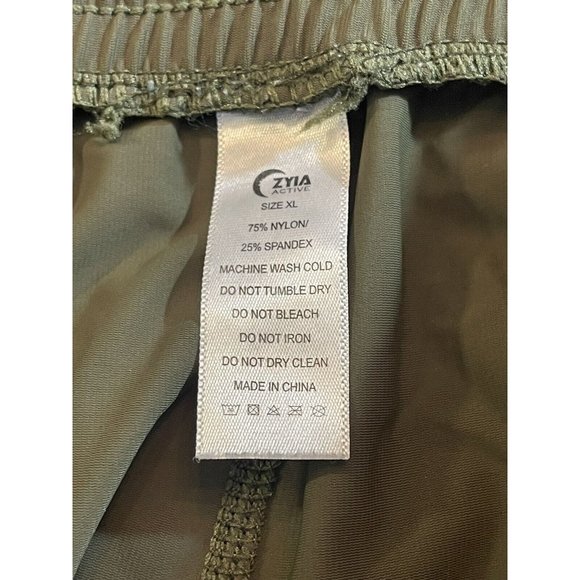 ZYIA
ACTIVE
SIZE XL
75% NYLON/
25% SPANDEX
MACHINE WASH COLD
DO NOT TUMBLE DRY
DO NOT BLEACH
DO NOT IRON
DO NOT DRY CLEAN
MADE IN CHINA